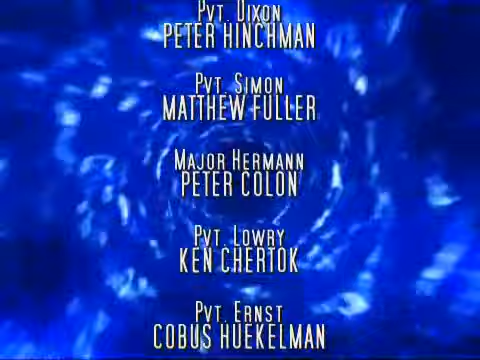 Pvt. Dixon
PETER HINCHMAN
Pvt. Simon
MATTHEW FULLER
Major Hermann
PETER COLON
Pvt. Lowry
KEN CHERTOK
Pvt. Ernst
COBUS HUEKELMAN